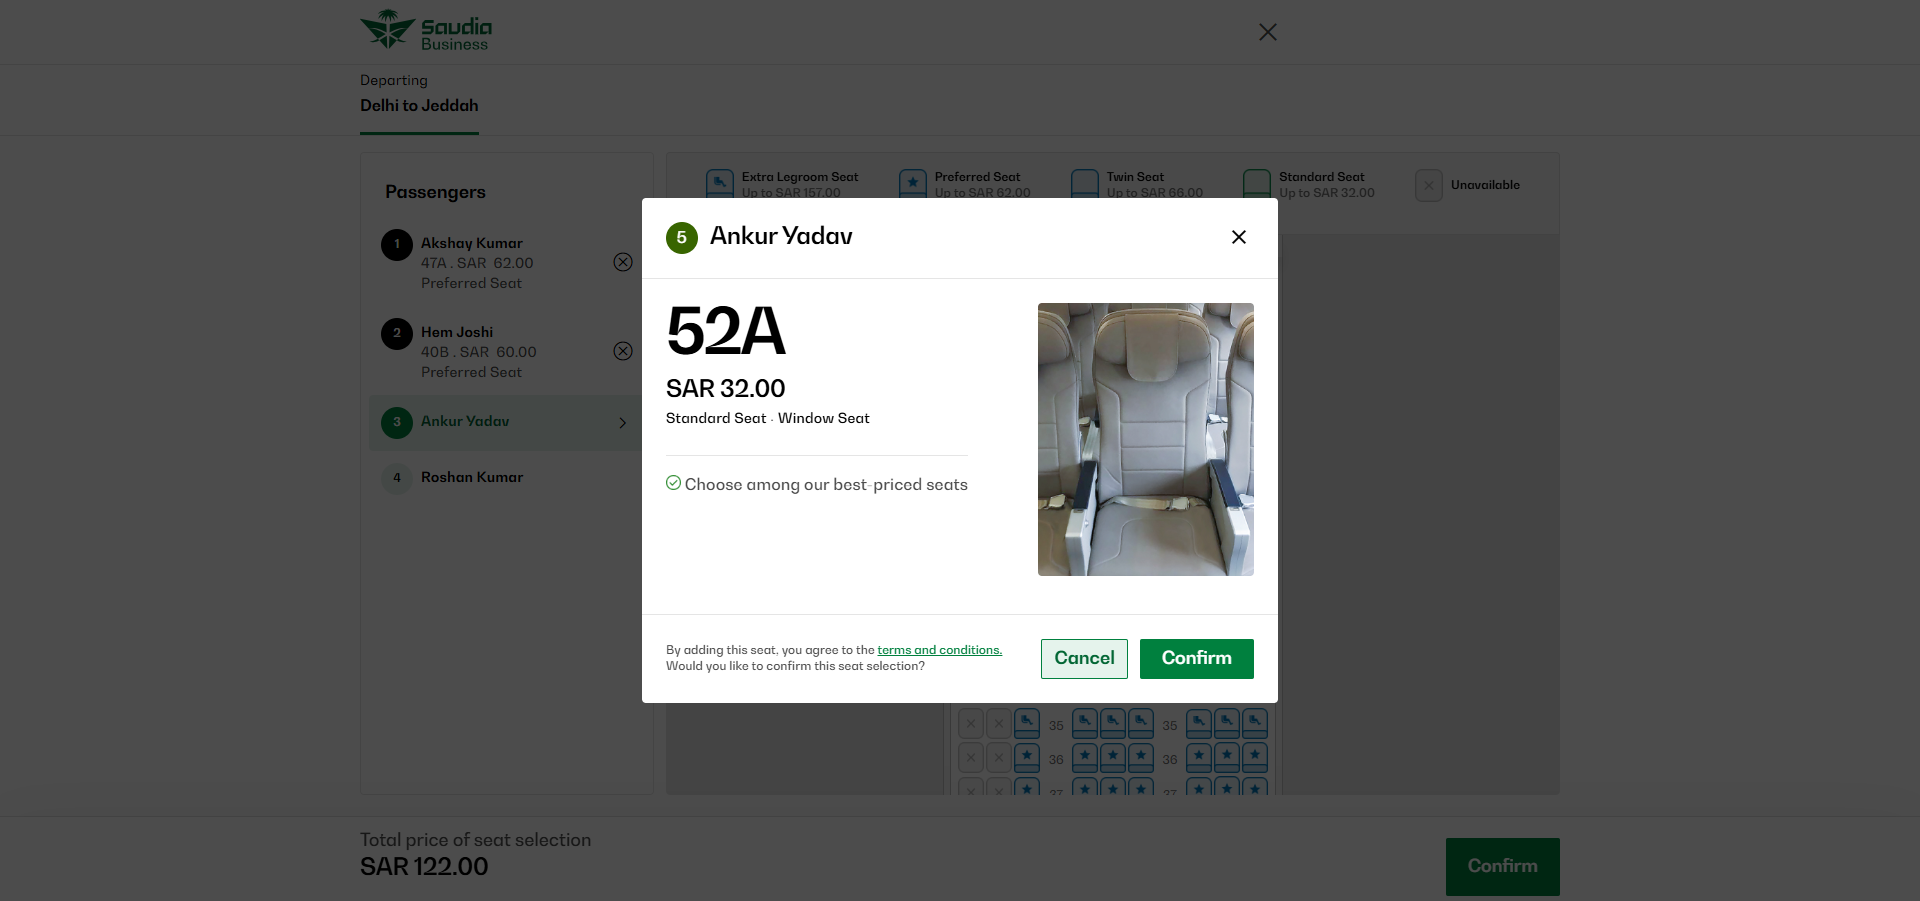 Saudia
Business
Departing
Delhi to Jeddah
Passengers
1
Akshay Kumar
47A . SAR 62.00
Preferred Seat
2
Hem Joshi
40B . SAR 60.00
Preferred Seat
3
Ankur Yadav
4
Roshan Kumar
Extra Legroom Seat
Up to SAR 157.00
Preferred Seat
Up to SAR 62.00
Twin Seat
Up to SAR 66.00
Standard Seat
Up to SAR 32.00
Unavailable
5
Ankur Yadav
52A
SAR 32.00
Standard Seat · Window Seat
Choose among our best-priced seats
By adding this seat, you agree to the terms and conditions.
Would you like to confirm this seat selection?
Cancel
Confirm
35 35
36 36
37 37
Total price of seat selection
SAR 122.00
Confirm